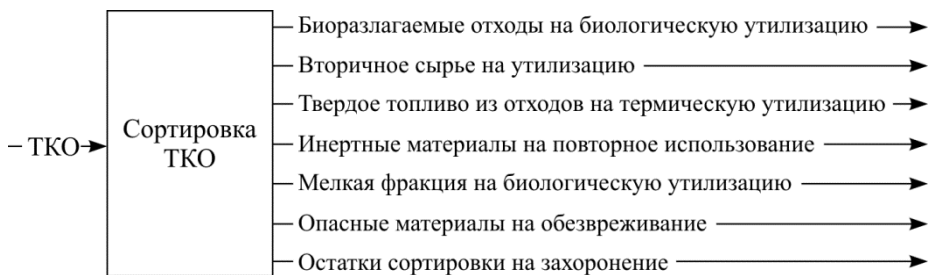 Биоразлагаемые отходы на биологическую утилизацию
Вторичное сырье на утилизацию
Твердое топливо из отходов на термическую утилизацию
ТКО
Сортировка
ТКО
Инертные материалы на повторное использование
Мелкая фракция на биологическую утилизацию
Опасные материалы на обезвреживание
Остатки сортировки на захоронение